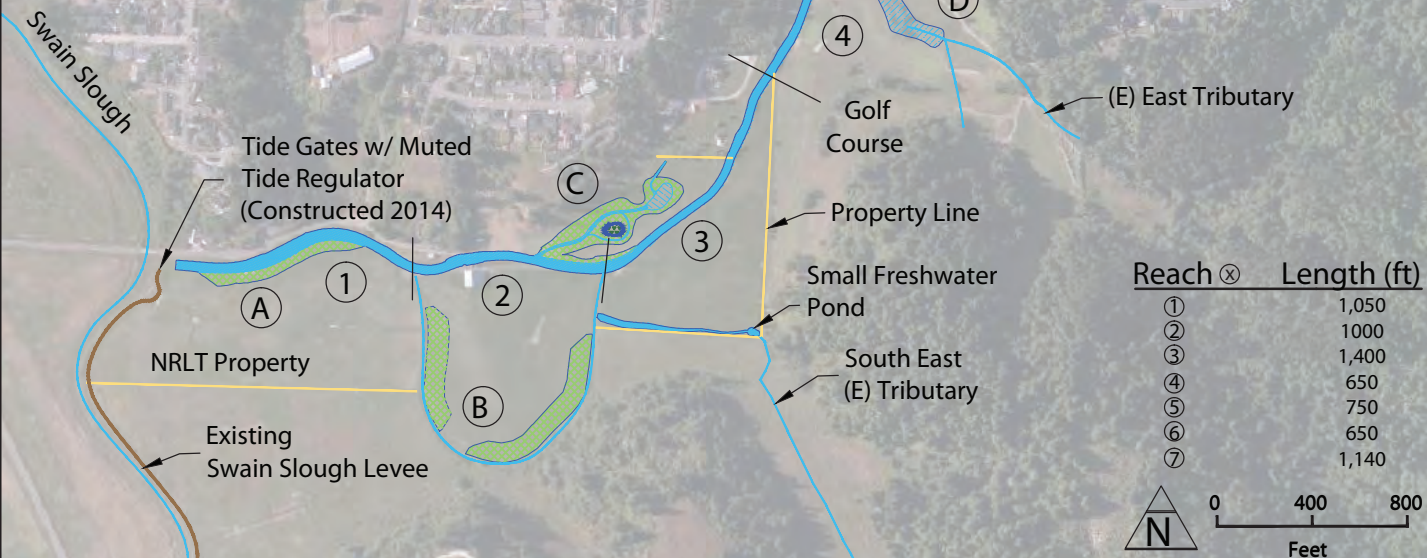 D
4
Swain Slough
(E) East Tributary
Golf
Course
Tide Gates w/ Muted
Tide Regulator
(Constructed 2014)
C
Property Line
3
Small Freshwater
Pond
A
1
2
NRLT Property
South East
(E) Tributary
B
Existing
Swain Slough Levee
Reach ⓧ Length (ft)
① 1,050
② 1000
③ 1,400
④ 650
⑤ 750
⑥ 650
⑦ 1,140
N
0 400 800
Feet